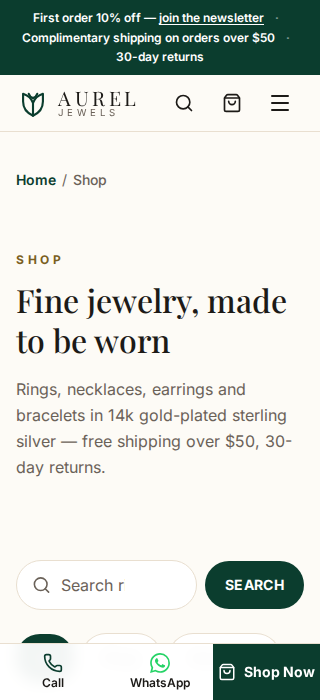 First order 10% off — join the newsletter ·
Complimentary shipping on orders over $50 ·
30-day returns
AUREL
JEWELS
Home / Shop
SHOP
Fine jewelry, made
to be worn
Rings, necklaces, earrings and
bracelets in 14k gold-plated sterling
silver — free shipping over $50, 30-
day returns.
Search r
SEARCH
Call
WhatsApp
Shop Now